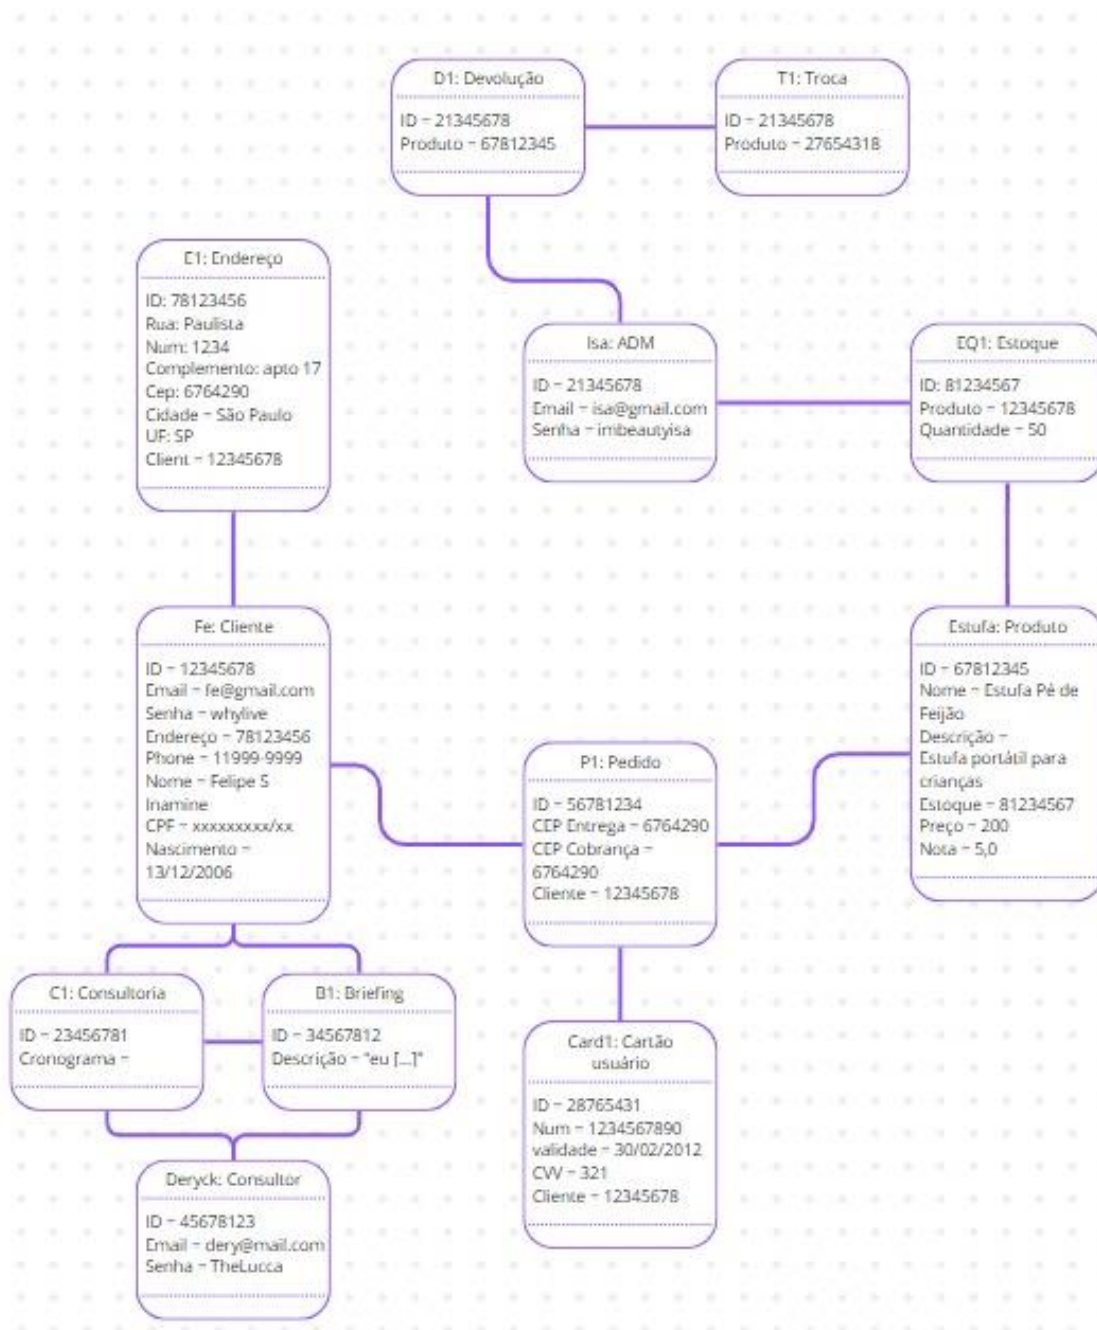 D1: Devolução
ID = 21345678
Produto = 67812345
T1: Troca
ID = 21345678
Produto = 27654318
E1: Endereço
ID: 78123456
Rua: Paulista
Num: 1234
Complemento: apto 17
Cep: 6764290
Cidade = São Paulo
UF: SP
Client = 12345678
Isa: ADM
ID = 21345678
Email = isa@gmail.com
Senha = imbeautyisa
EQ1: Estoque
ID: 81234567
Produto = 12345678
Quantidade = 50
Fe: Cliente
ID = 12345678
Email = fe@gmail.com
Senha = whylive
Endereço = 78123456
Phone = 11999-9999
Nome = Felipe S
Inamine
CPF = xxxxxxxxx/xx
Nascimento =
13/12/2006
Estufa: Produto
ID = 67812345
Nome = Estufa Pé de
Feijão
Descrição =
Estufa portátil para
crianças
Estoque = 81234567
Preço = 200
Nota = 5,0
P1: Pedido
ID = 56781234
CEP Entrega = 6764290
CEP Cobrança =
6764290
Cliente = 12345678
C1: Consultoria
ID = 23456781
Cronograma =
B1: Briefing
ID = 34567812
Descrição = "eu [...]"
Card1: Cartão
usuário
ID = 28765431
Num = 1234567890
validade = 30/02/2012
CVV = 321
Cliente = 12345678
Deryck: Consultor
ID = 45678123
Email = dery@mail.com
Senha = TheLucca